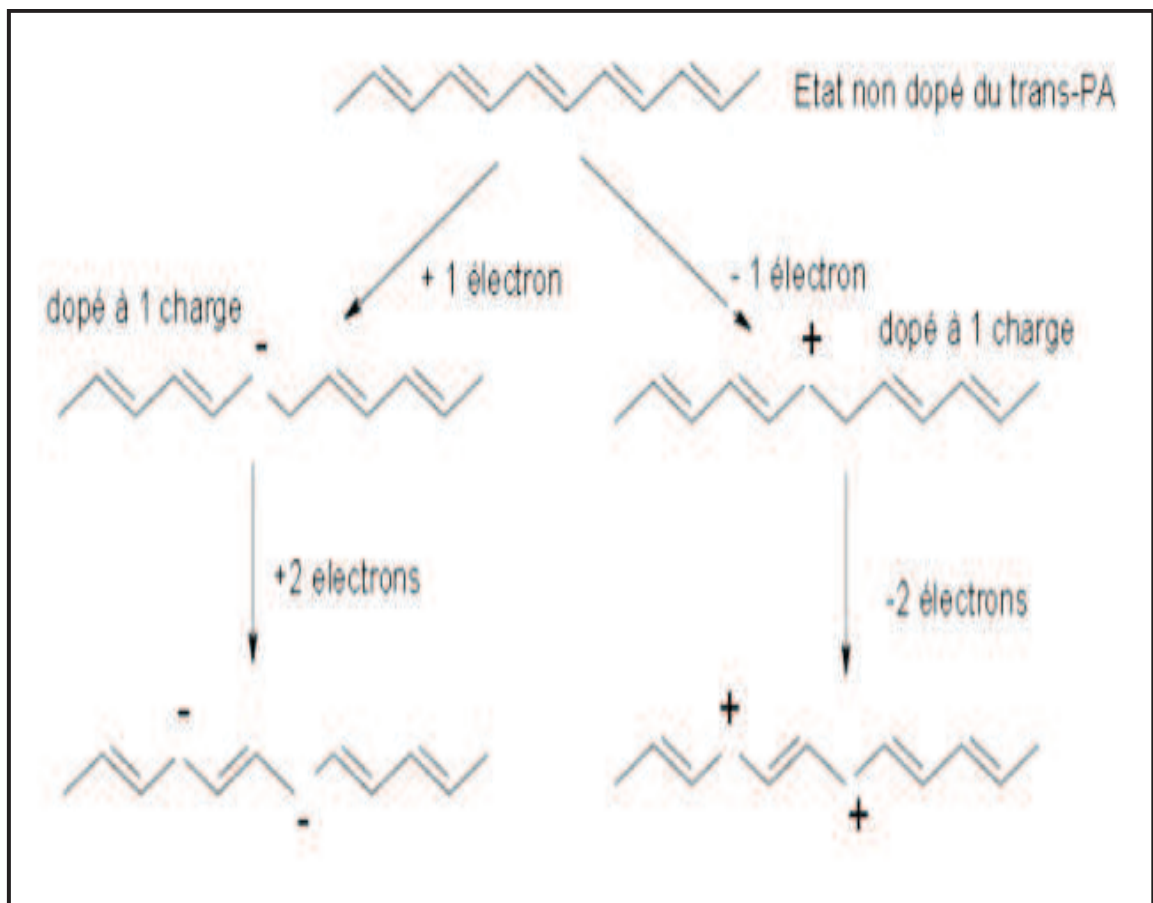 Etat non dopé du trans-PA
+ 1 électron
- 1 électron
dopé à 1 charge
dopé à 1 charge
-
+
+2 electrons
-2 électrons
-
+
-
+